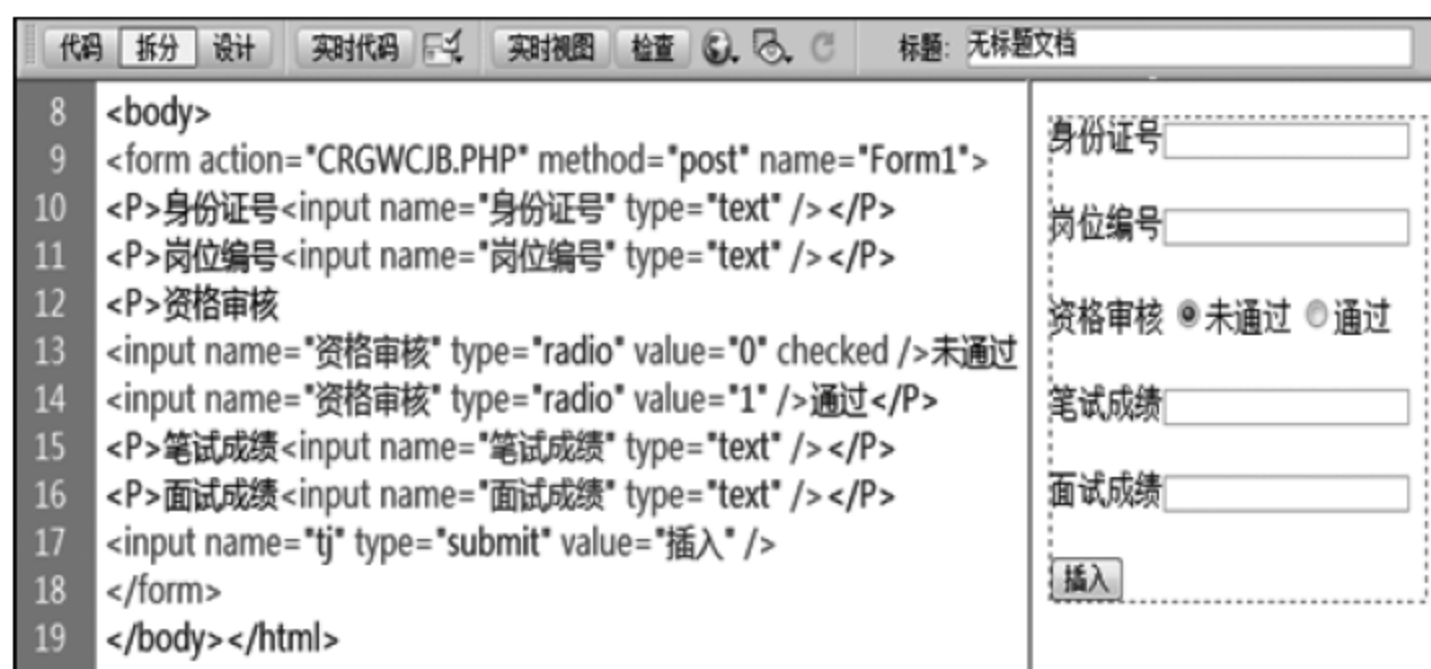 代码 拆分 设计 实时代码 实时视图 检查 标题: 无标题文档
8 <body>
9 <form action="CRGWCJB.PHP" method="post" name="Form1">
10 <P>身份证号<input name="身份证号" type="text" /></P>
11 <P>岗位编号<input name="岗位编号" type="text" /></P>
12 <P>资格审核
13 <input name="资格审核" type="radio" value="0" checked />未通过
14 <input name="资格审核" type="radio" value="1" />通过</P>
15 <P>笔试成绩<input name="笔试成绩" type="text" /></P>
16 <P>面试成绩<input name="面试成绩" type="text" /></P>
17 <input name="tj" type="submit" value="插入" />
18 </form>
19 </body></html>
身份证号
岗位编号
资格审核 未通过 通过
笔试成绩
面试成绩
插入